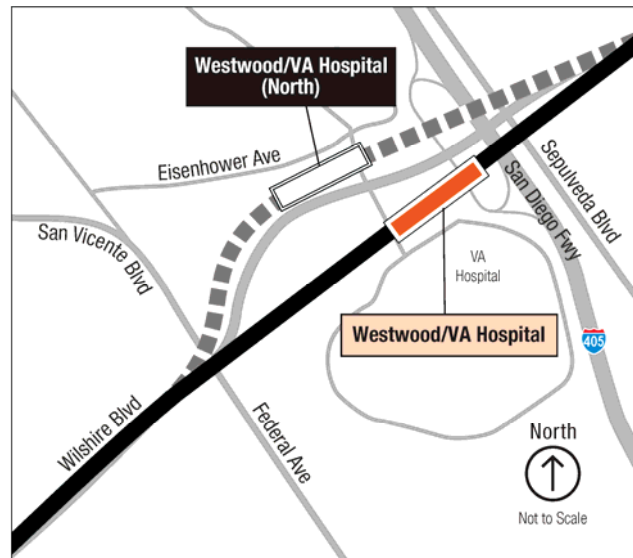 Westwood/VA Hospital
(North)
Eisenhower Ave
San Vicente Blvd
Sepulveda Blvd
San Diego Fwy
VA
Hospital
Westwood/VA Hospital
405
Wilshire Blvd
Federal Ave
North
Not to Scale